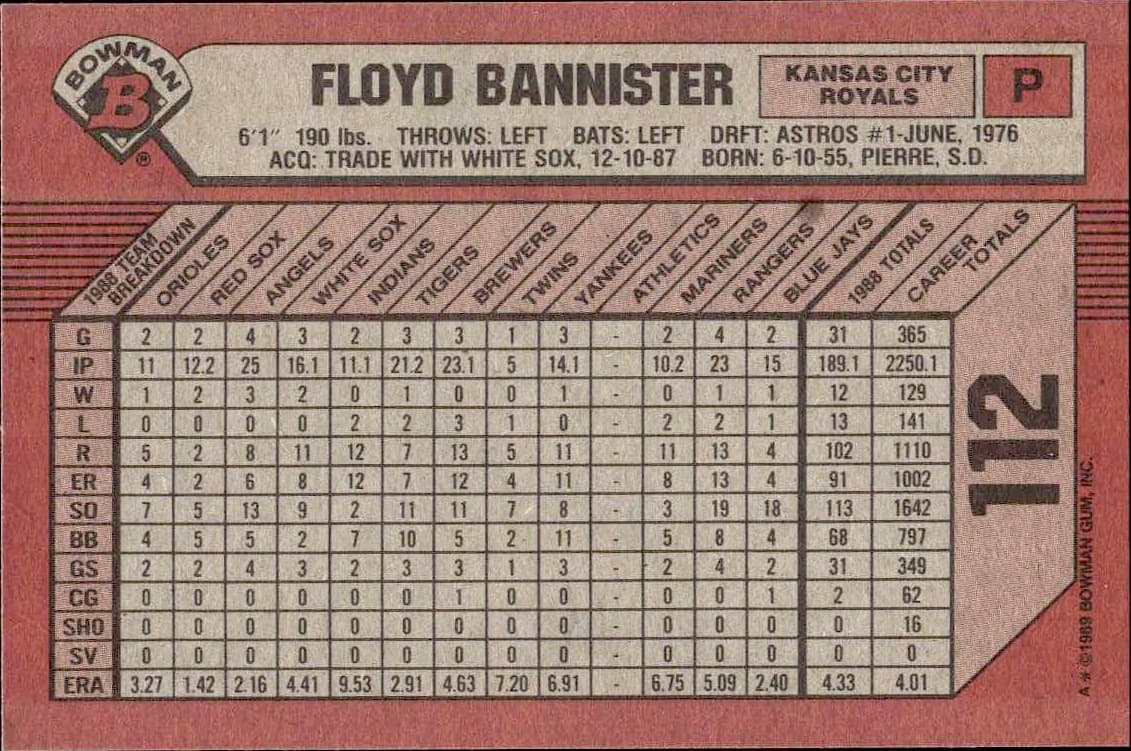 BOWMAN
B
®
FLOYD BANNISTER
KANSAS CITY
ROYALS
P
6'1" 190 lbs. THROWS: LEFT BATS: LEFT DRFT: ASTROS #1-JUNE, 1976
ACQ: TRADE WITH WHITE SOX, 12-10-87 BORN: 6-10-55, PIERRE, S.D.
1988 TEAM BREAKDOWN ORIOLES RED SOX ANGELS WHITE SOX INDIANS TIGERS BREWERS TWINS YANKEES ATHLETICS MARINERS RANGERS BLUE JAYS 1988 TOTALS CAREER TOTALS
G 2 2 4 3 2 3 3 1 3 - 2 4 2 31 365
IP 11 12.2 25 16.1 11.1 21.2 23.1 5 14.1 - 10.2 23 15 189.1 2250.1
W 1 2 3 2 0 1 0 0 1 - 0 1 1 12 129
L 0 0 0 0 2 2 3 1 0 - 2 2 1 13 141
R 5 2 8 11 12 7 13 5 11 - 11 13 4 102 1110
ER 4 2 6 8 12 7 12 4 11 - 8 13 4 91 1002
SO 7 5 13 9 2 11 11 7 8 - 3 19 18 113 1642
BB 4 5 5 2 7 10 5 2 11 - 5 8 4 68 797
GS 2 2 4 3 2 3 3 1 3 - 2 4 2 31 349
CG 0 0 0 0 0 0 1 0 0 - 0 0 1 2 62
SHO 0 0 0 0 0 0 0 0 0 - 0 0 0 0 16
SV 0 0 0 0 0 0 0 0 0 - 0 0 0 0 0
ERA 3.27 1.42 2.16 4.41 9.53 2.91 4.63 7.20 6.91 - 6.75 5.09 2.40 4.33 4.01
112
A**©1989 BOWMAN GUM, INC.